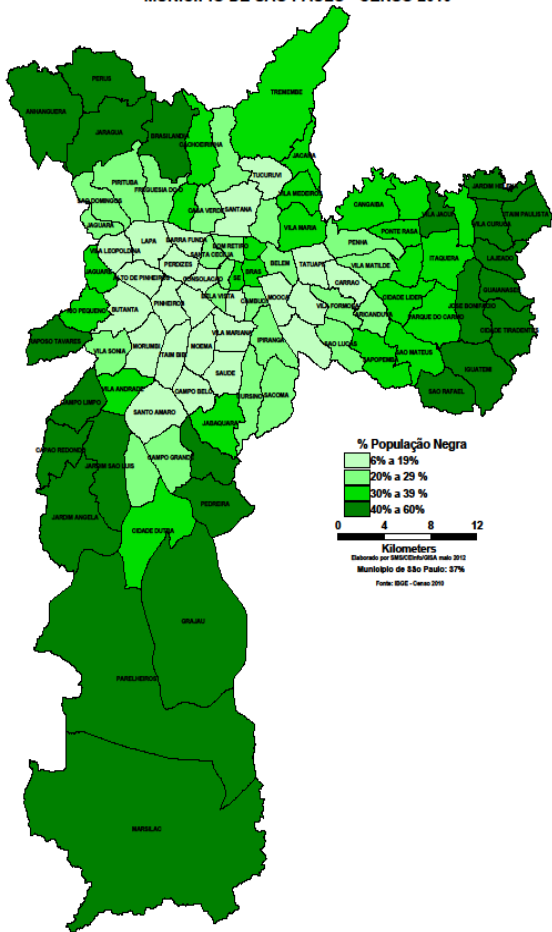 MUNICÍPIO DE SÃO PAULO - CENSO 2010
TREMEMBE
PERUS
ANHANGUERA
JARAGUA
BRASILANDIA
CACHOEIRINHA
JACANA
TUCURUVI
VILA MEDEIROS
PIRITUBA
FREGUESIA DO O
SAO DOMINGOS
CASA VERDE
SANTANA
VILA MARIA
CANGAIBA
JARDIM HELENA
VILA JACUI
ITAIM PAULISTA
VILA CURUCA
JAGUARA
PONTE RASA
LAPA
BARRA FUNDA
BOM RETIRO
PENHA
VILA LEOPOLDINA
SANTA CECILIA
PERDIZES
BELEM
TATUAPE
VILA MATILDE
ITAQUERA
LAJEADO
JAGUARE
ALTO DE PINHEIROS
CONSOLACAO
SE
BRAS
CARRAO
GUAIANASES
BELA VISTA
CAMBUCI
MOOCA
CIDADE LIDER
JOSE BONIFACIO
RIO PEQUENO
BUTANTA
PINHEIROS
VILA FORMOSA
ARICANDUVA
PARQUE DO CARMO
CIDADE TIRADENTES
RAPOSO TAVARES
VILA MARIANA
IPIRANGA
SAO LUCAS
VILA SONIA
MORUMBI
ITAIM BIBI
MOEMA
SAPOPEMBA
SAO MATEUS
IGUATEMI
SAUDE
SAO RAFAEL
VILA ANDRADE
CAMPO BELO
CURSINO
SACOMA
CAMPO LIMPO
SANTO AMARO
JABAQUARA
CAPAO REDONDO
JARDIM SAO LUIS
CAMPO GRANDE
JARDIM ANGELA
PEDREIRA
CIDADE DUTRA
GRAJAU
PARELHEIROS
MARSILAC
% População Negra
6% a 19%
20% a 29 %
30% a 39 %
40% a 60%
0 4 8 12
Kilometers
Elaborado por SMS/CEInfo/GISA maio 2012
Município de São Paulo: 37%
Fonte: IBGE - Censo 2010